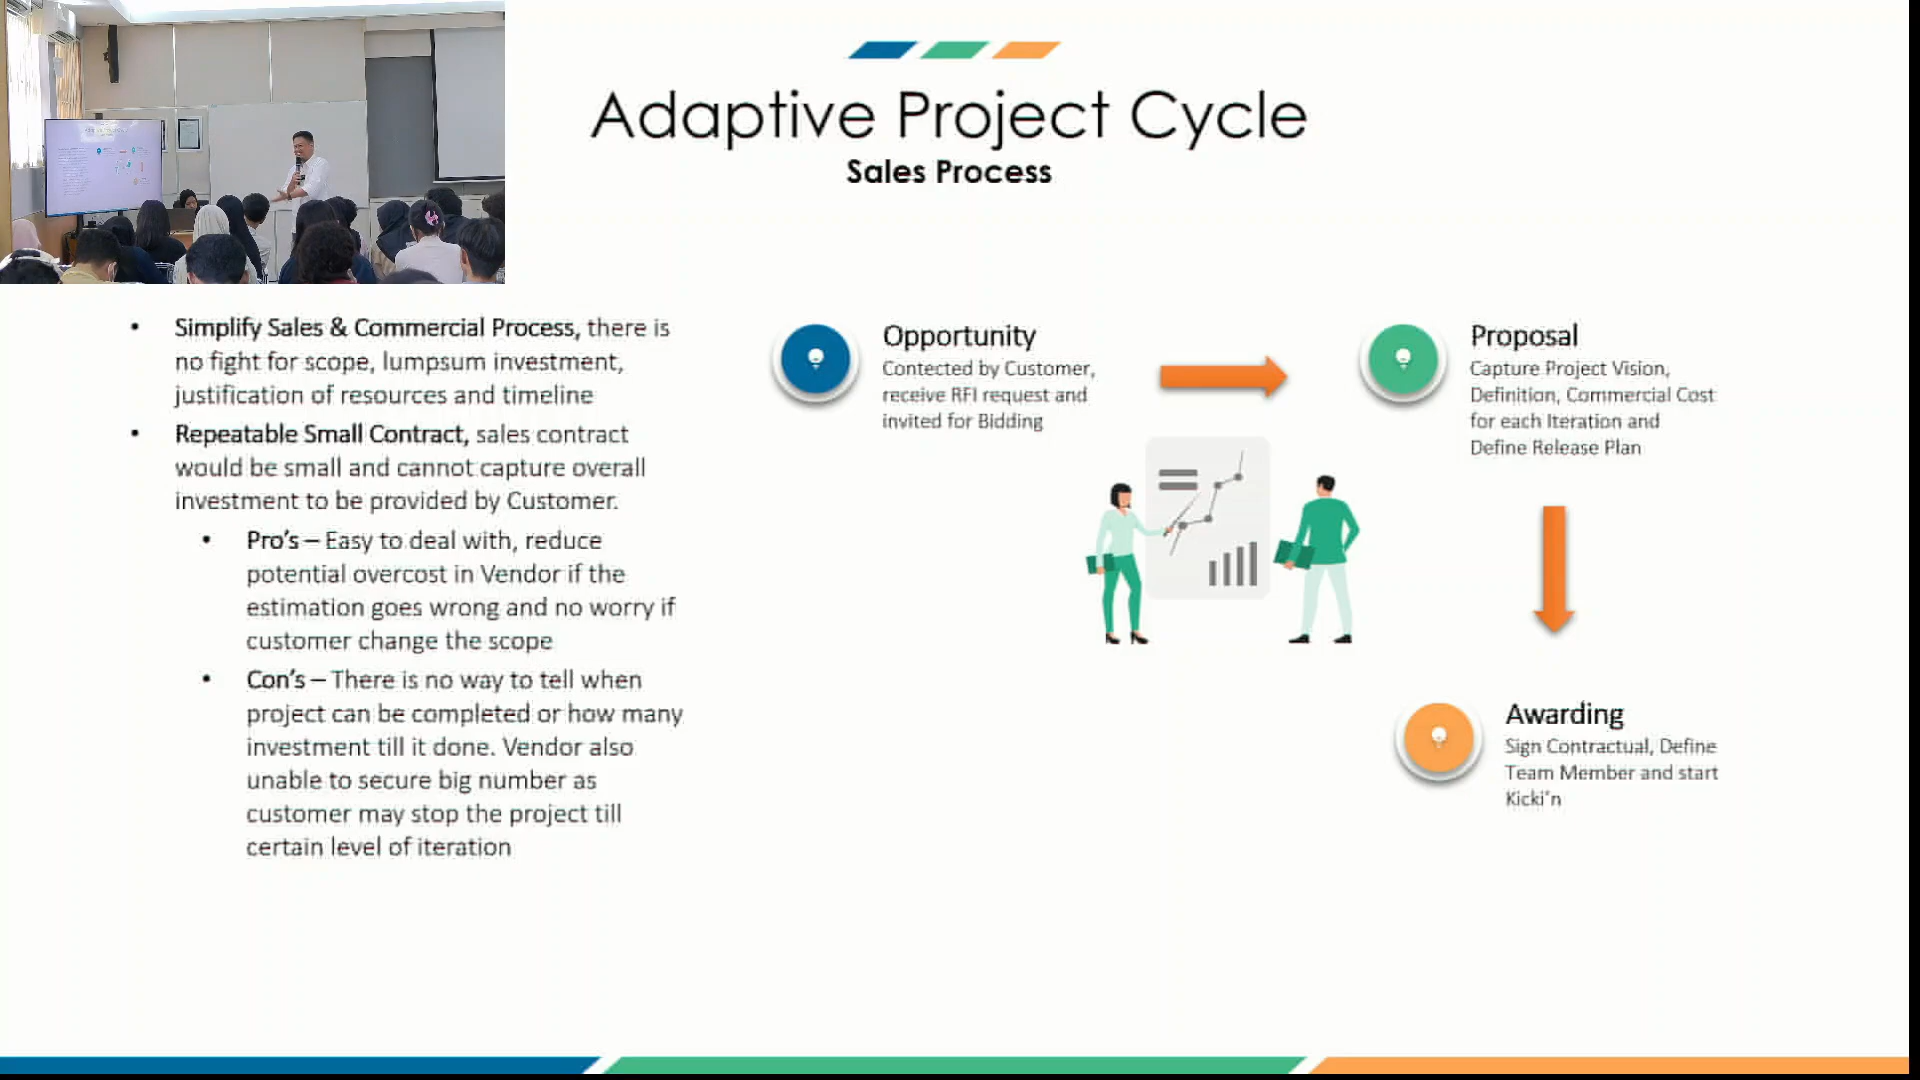 Adaptive Project Cycle
Sales Process
• Simplify Sales & Commercial Process, there is
no fight for scope, lumpsum investment,
justification of resources and timeline
• Repeatable Small Contract, sales contract
would be small and cannot capture overall
investment to be provided by Customer.
• Pro's – Easy to deal with, reduce
potential overcost in Vendor if the
estimation goes wrong and no worry if
customer change the scope
• Con's – There is no way to tell when
project can be completed or how many
investment till it done. Vendor also
unable to secure big number as
customer may stop the project till
certain level of iteration
Opportunity
Contected by Customer,
receive RFI request and
invited for Bidding
Proposal
Capture Project Vision,
Definition, Commercial Cost
for each Iteration and
Define Release Plan
Awarding
Sign Contractual, Define
Team Member and start
Kicki'n